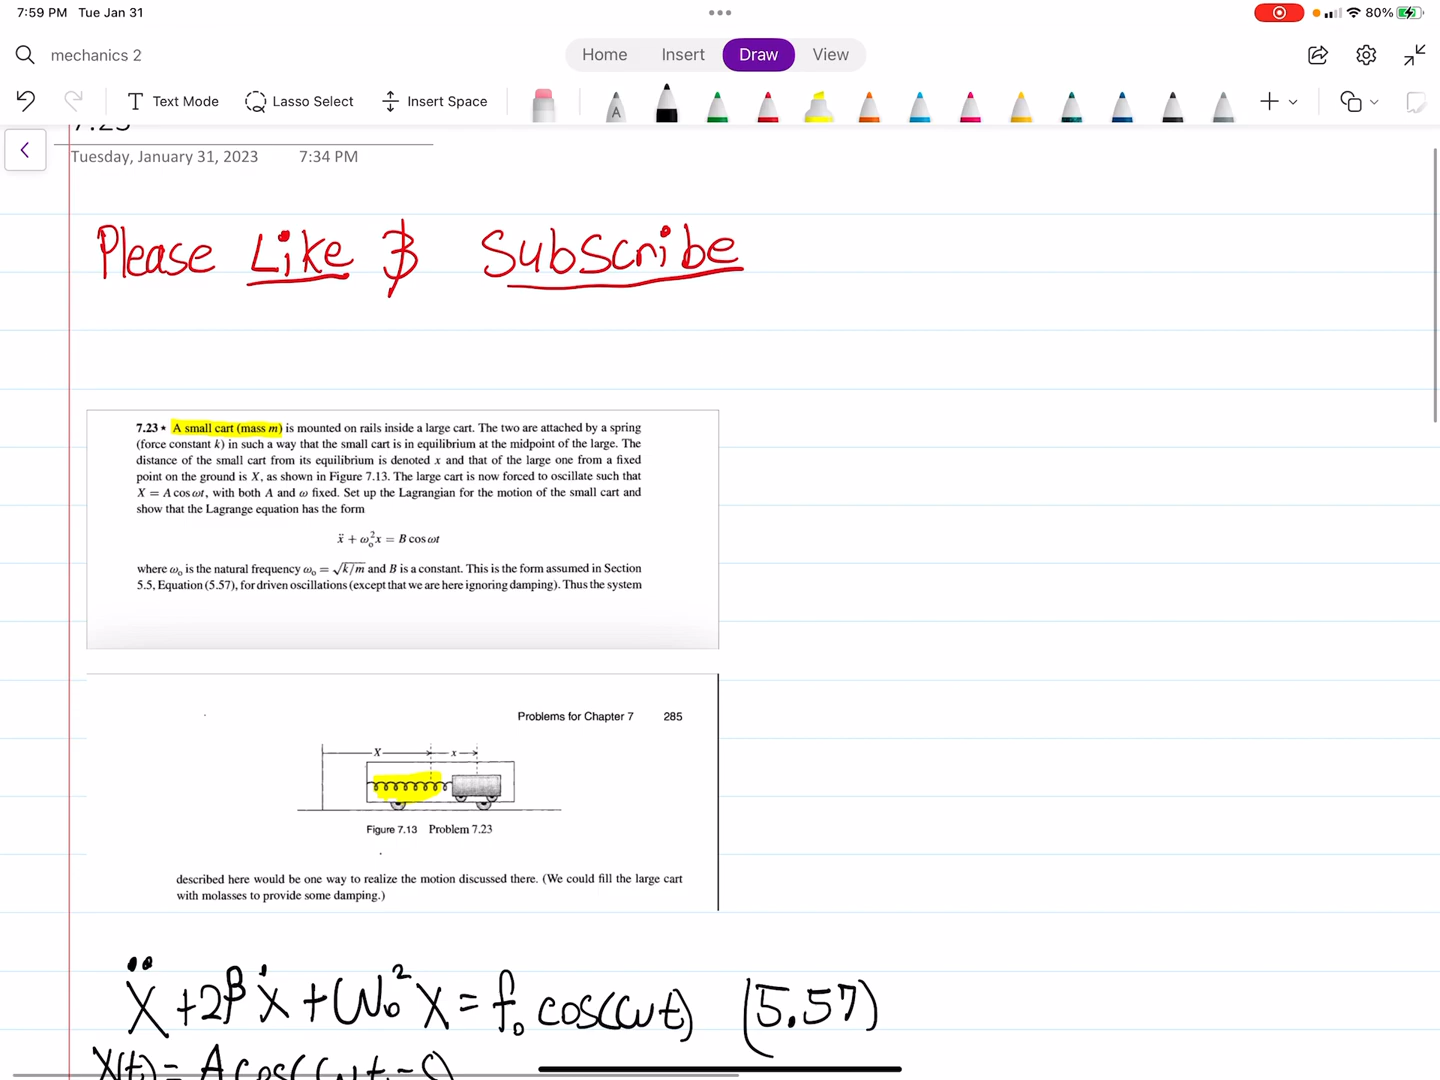 7:59 PM Tue Jan 31
80%
mechanics 2
Home Insert Draw View
Text Mode Lasso Select Insert Space
7.23
Tuesday, January 31, 2023 7:34 PM
Please Like & Subscribe
7.23 ⋆ A small cart (mass m) is mounted on rails inside a large cart. The two are attached by a spring
(force constant k) in such a way that the small cart is in equilibrium at the midpoint of the large. The
distance of the small cart from its equilibrium is denoted x and that of the large one from a fixed
point on the ground is X, as shown in Figure 7.13. The large cart is now forced to oscillate such that
X = A cos ωt, with both A and ω fixed. Set up the Lagrangian for the motion of the small cart and
show that the Lagrange equation has the form
ẍ + ω₀²x = B cos ωt
where ω₀ is the natural frequency ω₀ = √k/m and B is a constant. This is the form assumed in Section
5.5, Equation (5.57), for driven oscillations (except that we are here ignoring damping). Thus the system
Problems for Chapter 7 285
X x
Figure 7.13 Problem 7.23
described here would be one way to realize the motion discussed there. (We could fill the large cart
with molasses to provide some damping.)
ẍ + 2βẋ + ω₀²x = f₀ cos(ωt) (5.57)
x(t) = A cos(ωt - δ)